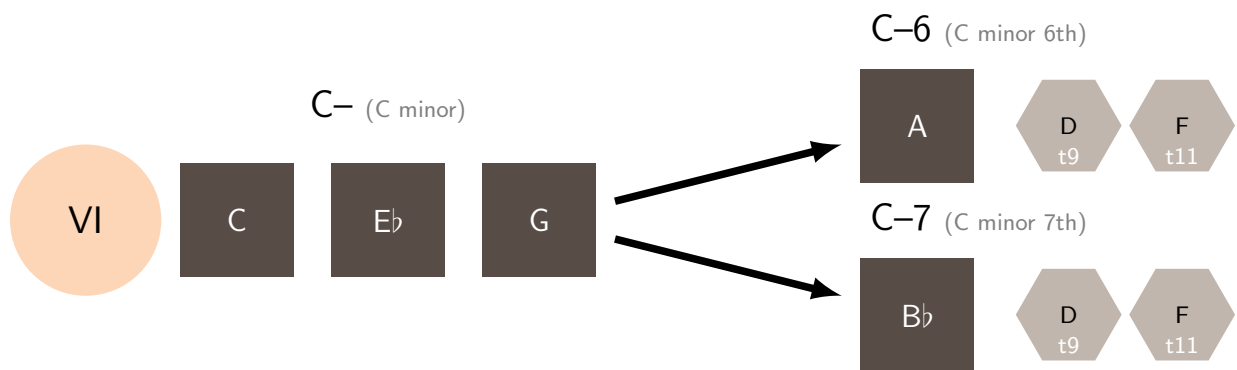 C–6 (C minor 6th)
C– (C minor)
A
D
t9
F
t11
VI
C
E♭
G
C–7 (C minor 7th)
B♭
D
t9
F
t11